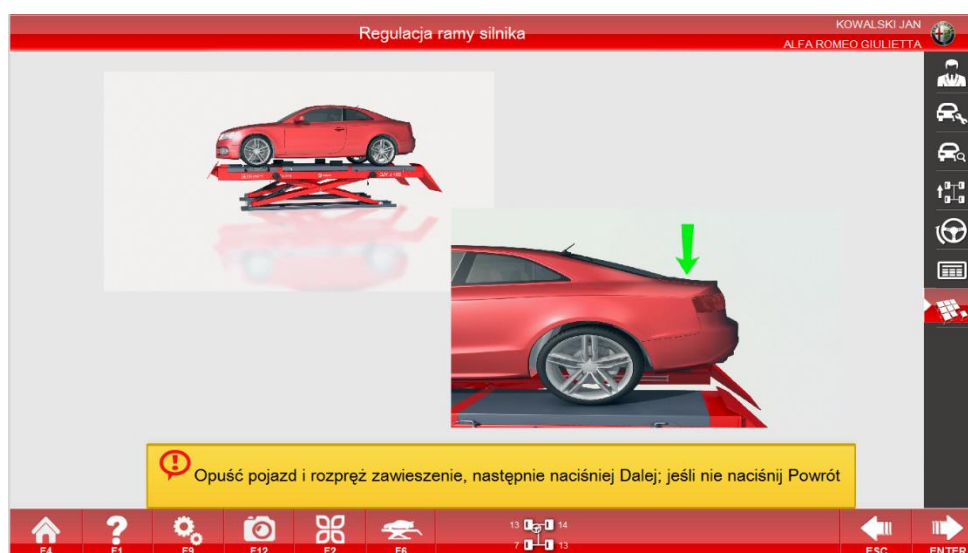 Regulacja ramy silnika
KOWALSKI JAN
ALFA ROMEO GIULIETTA
Opuść pojazd i rozpręż zawieszenie, następnie naciśniej Dalej; jeśli nie naciśnij Powrót
13 14
7 13
F4 F1 F9 F12 F2 F6 ESC ENTER